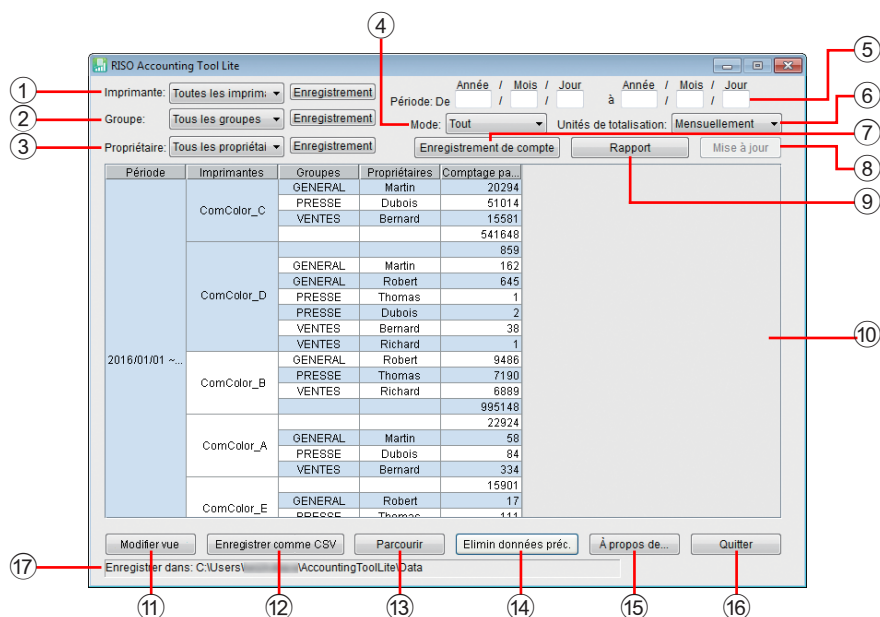 ④
RISO Accounting Tool Lite
⑤
① Imprimante: Toutes les imprim: Enregistrement
Année / Mois / Jour Année / Mois / Jour
Période: De / / à / /
② Groupe: Tous les groupes Enregistrement
Mode: Tout Unités de totalisation: Mensuellement ⑥
③ Propriétaire: Tous les propriétai Enregistrement
Enregistrement de compte Rapport Mise à jour
⑦
⑧
⑨
Période Imprimantes Groupes Propriétaires Comptage pa...
2016/01/01 ~...
ComColor_C
GENERAL Martin 20294
PRESSE Dubois 51014
VENTES Bernard 15581
541648
ComColor_D
859
GENERAL Martin 162
GENERAL Robert 645
PRESSE Thomas 1
PRESSE Dubois 2
VENTES Bernard 38
VENTES Richard 1
⑩
ComColor_B
GENERAL Robert 9486
PRESSE Thomas 7190
VENTES Richard 6889
995148
ComColor_A
22924
GENERAL Martin 58
PRESSE Dubois 84
VENTES Bernard 334
ComColor_E
15901
GENERAL Robert 17
PRESSE Thomas 111
Modifier vue Enregistrer comme CSV Parcourir Elimin données préc. À propos de... Quitter
⑰ Enregistrer dans: C:\Users\ \AccountingToolLite\Data
⑪ ⑫ ⑬ ⑭ ⑮ ⑯